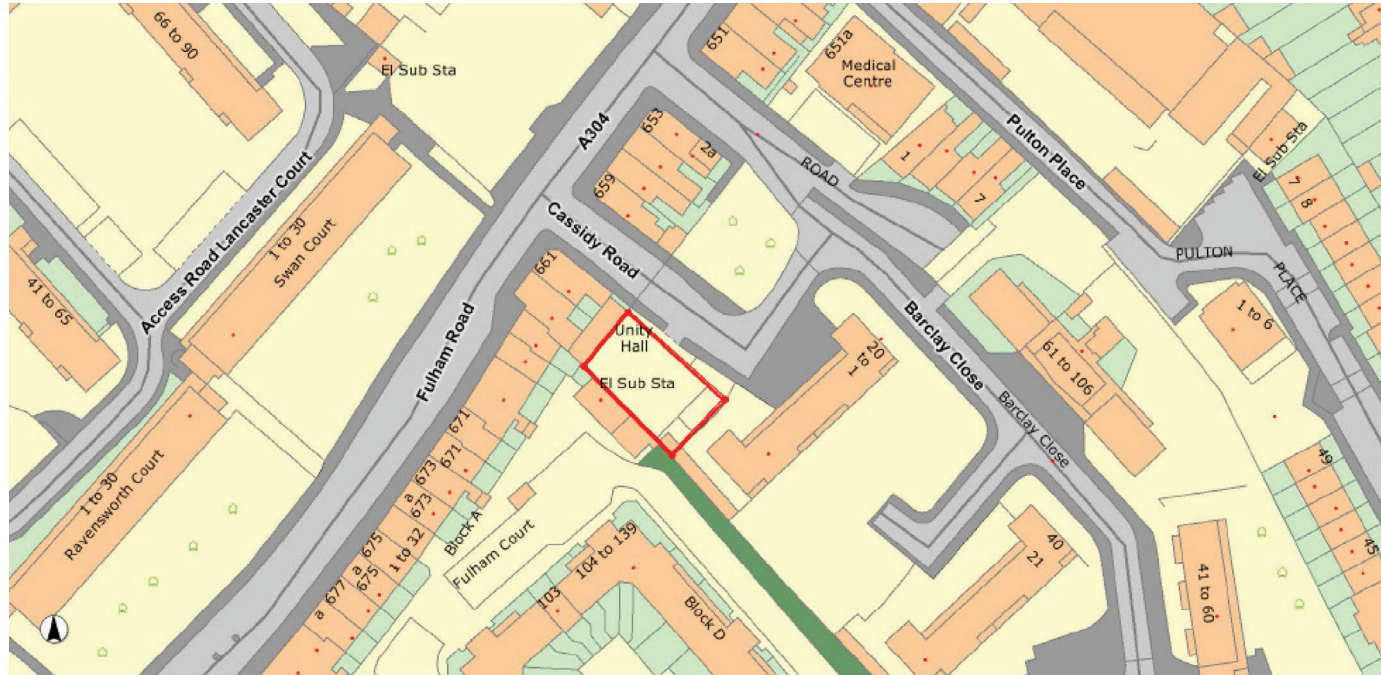 66 to 90
El Sub Sta
651
651a
Medical
Centre
A304
653
2a
659
ROAD
1
7
Pulton Place
El Sub Sta
7
8
Access Road Lancaster Court
1 to 30
Swan Court
Cassidy Road
PULTON
PLACE
1 to 6
41 to 65
661
Unity
Hall
El Sub Sta
Fulham Road
20
to
1
Barclay Close
61 to 106
Barclay Close
1 to 30
Ravensworth Court
671
671
673
a
673
a
675
a
675
677
a
1 to 32
Block A
Fulham Court
104 to 139
103
Block D
40
21
41 to 60
49
45